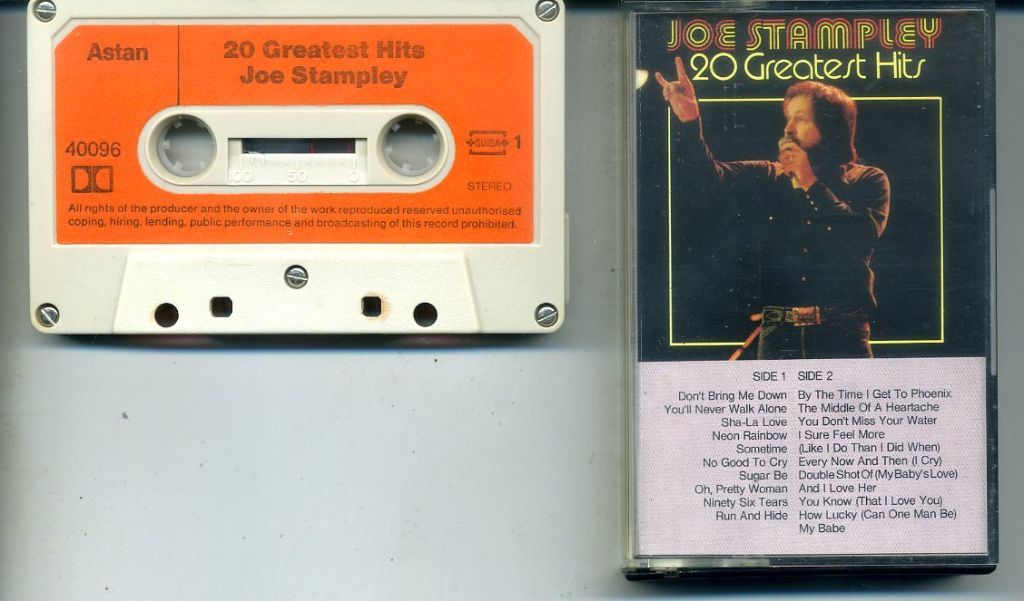 Astan
20 Greatest Hits
Joe Stampley
40096
SUISA 1
100 50 0
STEREO
All rights of the producer and the owner of the work reproduced reserved unauthorised
coping, hiring, lending, public performance and broadcasting of this record prohibited.
JOE STAMPLEY
20 Greatest Hits
SIDE 1
Don't Bring Me Down
You'll Never Walk Alone
Sha-La Love
Neon Rainbow
Sometime
No Good To Cry
Sugar Be
Oh, Pretty Woman
Ninety Six Tears
Run And Hide
SIDE 2
By The Time I Get To Phoenix
The Middle Of A Heartache
You Don't Miss Your Water
I Sure Feel More
(Like I Do Than I Did When)
Every Now And Then (I Cry)
Double Shot Of (My Baby's Love)
And I Love Her
You Know (That I Love You)
How Lucky (Can One Man Be)
My Babe